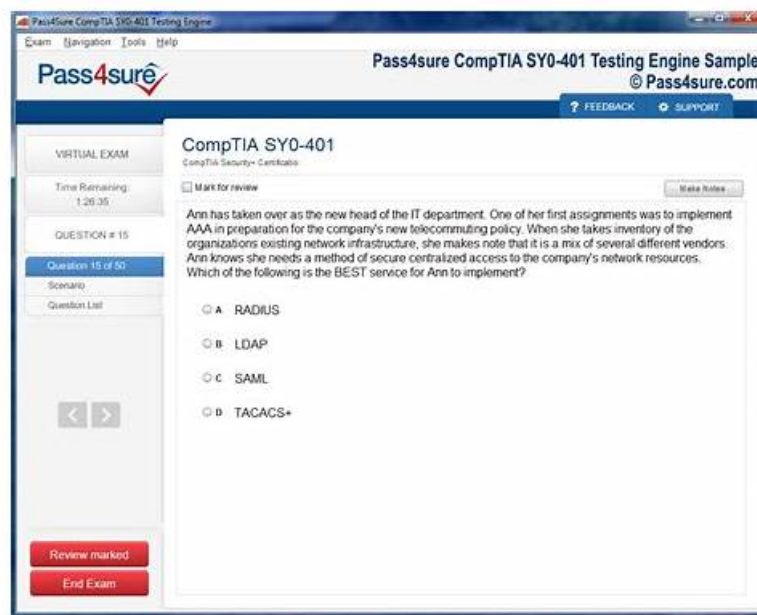 Pass4Sure CompTIA SY0-401 Testing Engine
Exam Navigation Tools Help
Pass4surê
Pass4sure CompTIA SY0-401 Testing Engine Sample
© Pass4sure.com
? FEEDBACK
SUPPORT
VIRTUAL EXAM
Time Remaining:
1:26:35
QUESTION # 15
Question 15 of 50
Scenario
Question List
Review marked
End Exam
CompTIA SY0-401
CompTIA Security+ Certificatio
Mark for review
Make Notes
Ann has taken over as the new head of the IT department. One of her first assignments was to implement
AAA in preparation for the company's new telecommuting policy. When she takes inventory of the
organizations existing network infrastructure, she makes note that it is a mix of several different vendors.
Ann knows she needs a method of secure centralized access to the company's network resources.
Which of the following is the BEST service for Ann to implement?
A RADIUS
B LDAP
C SAML
D TACACS+